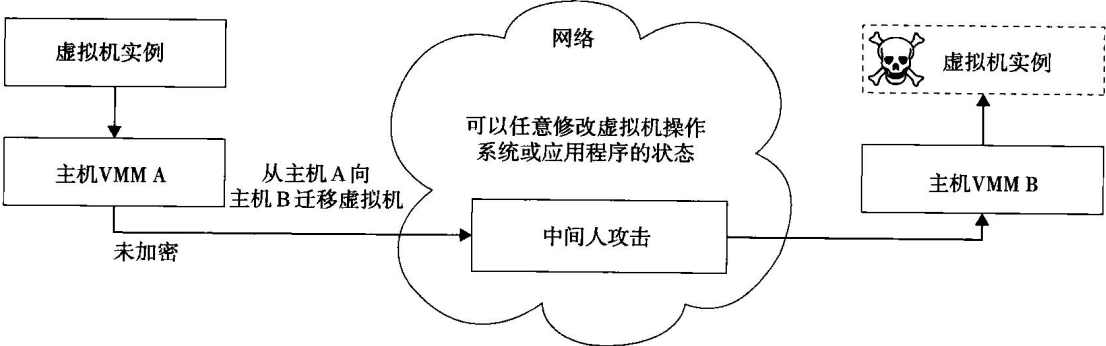 虚拟机实例
网络
虚拟机实例
可以任意修改虚拟机操作
系统或应用程序的状态
主机VMM A
从主机A向
主机B迁移虚拟机
主机VMM B
中间人攻击
未加密